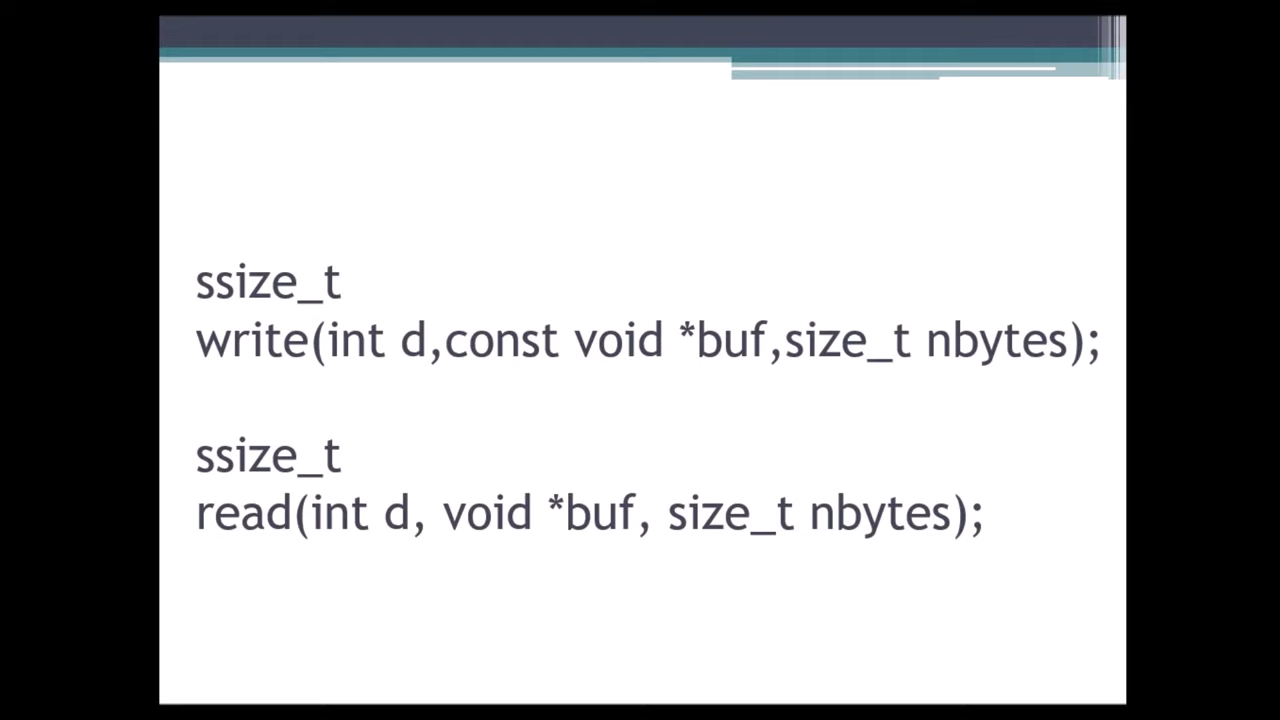 ssize_t
write(int d,const void *buf,size_t nbytes);
ssize_t
read(int d, void *buf, size_t nbytes);